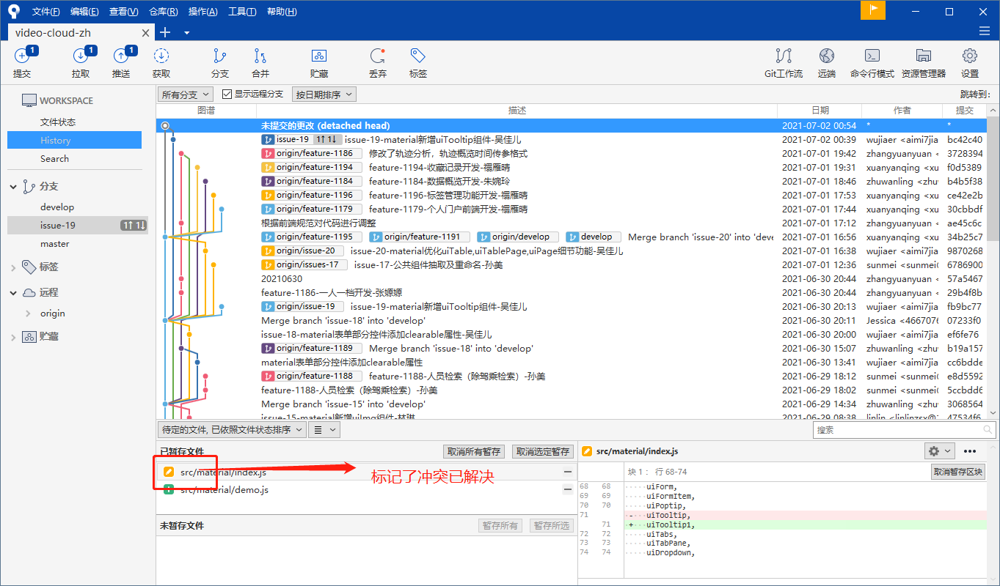 文件(F) 编辑(E) 查看(V) 仓库(R) 操作(A) 工具(T) 帮助(H)
video-cloud-zh
1 1 1
提交 拉取 推送 获取 分支 合并 贮藏 丢弃 标签 Git工作流 远端 命令行模式 资源管理器 设置
WORKSPACE
文件状态
History
Search
分支
develop
issue-19 1↑ 1↓
master
标签
远程
origin
贮藏
所有分支 显示远程分支 按日期排序 跳转到:
图谱 描述 日期 作者 提交
未提交的更改 (detached head) 2021-07-02 00:54 * *
issue-19 1↑ 1↓ issue-19-material新增uiTooltip组件-吴佳儿 2021-07-02 00:39 wujiaer <aimi7jia bc42c40
origin/feature-1186 修改了轨迹分析，轨迹概览时间传参格式 2021-07-01 19:42 zhangyuanyuan < 3728394
origin/feature-1194 feature-1194-收藏记录开发-禤雁晴 2021-07-01 19:31 xuanyanqing <xu f0d5389
origin/feature-1184 feature-1184-数据概览开发-朱婉玲 2021-07-01 18:46 zhuwanling <zhu b4b5f38
origin/feature-1196 feature-1196-标签管理功能开发-禤雁晴 2021-07-01 17:53 xuanyanqing <xu ce42e2b
origin/feature-1179 feature-1179-个人门户前端开发-禤雁晴 2021-07-01 17:44 xuanyanqing <xu 30cbbdf
根据前端规范对代码进行调整 2021-07-01 17:12 zhangyuanyuan < ae45c6c
origin/feature-1195 origin/feature-1191 origin/develop develop Merge branch 'issue-20' into 'deve 2021-07-01 16:56 wujiaer <aimi7jia 34b25c7
origin/issue-20 issue-20-material优化uiTable,uiTablePage,uiPage细节功能-吴佳儿 2021-07-01 16:38 wujiaer <aimi7jia 9870268
origin/issues-17 issue-17-公共组件抽取及重命名-孙美 2021-07-01 12:36 sunmei <sunmei( 6786900
20210630 2021-06-30 20:44 zhangyuanyuan < 57a5467
feature-1186-一人一档开发-张嫄嫄 2021-06-30 20:44 zhangyuanyuan < 29b4f8b
origin/issue-19 issue-19-material新增uiTooltip组件-吴佳儿 2021-06-30 20:13 wujiaer <aimi7jia fb9bc77
Merge branch 'issue-18' into 'develop' 2021-06-30 20:11 Jessica <4667076 07233f0
issue-18-material表单部分控件添加clearable属性-吴佳儿 2021-06-30 20:00 wujiaer <aimi7jia ef6fe76
origin/feature-1189 Merge branch 'issue-18' into 'develop' 2021-06-30 15:07 wujiaer <aimi7jia b19a157
material表单部分控件添加clearable属性 2021-06-30 13:41 wujiaer <aimi7jia cc6bdde
origin/feature-1188 feature-1188-人员检索（除驾乘检索）-孙美 2021-06-29 18:12 sunmei <sunmei( e8d5592
feature-1188-人员检索（除驾乘检索）-孙美 2021-06-29 18:02 sunmei <sunmei( 5ccbdd6
Merge branch 'issue-15' into 'develop' 2021-06-29 14:34 zhuwanling <zhu 3068564
issue-15-material新增uiImg组件-林琳 2021-06-29 08:38 linlin <linlinzsx@ 47534f6
待定的文件, 已依照文件状态排序 搜索
已暂存文件 取消所有暂存 取消选定暂存
src/material/index.js
src/material/demo.js
标记了冲突已解决
未暂存文件 暂存所有 暂存所选
src/material/index.js
块 1： 行 68-74 取消暂存区块
68 68 uiForm,
69 69 uiFormItem,
70 70 uiPoptip,
71 - uiTooltip,
71 + uiTooltip1,
72 72 uiTabs,
73 73 uiTabPane,
74 74 uiDropdown,